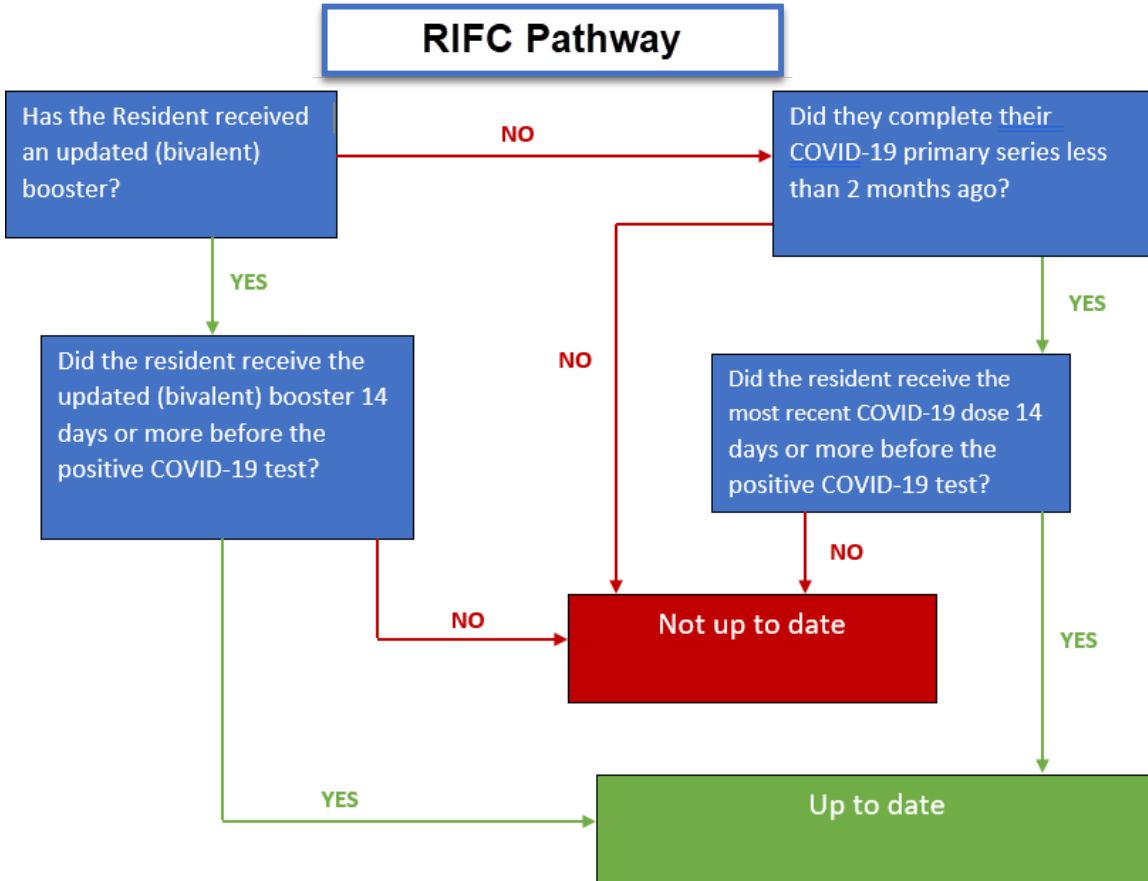 RIFC Pathway
Has the Resident received
an updated (bivalent)
booster?
NO
Did they complete their
COVID-19 primary series less
than 2 months ago?
YES
NO
YES
Did the resident receive the
updated (bivalent) booster 14
days or more before the
positive COVID-19 test?
Did the resident receive the
most recent COVID-19 dose 14
days or more before the
positive COVID-19 test?
NO
NO
Not up to date
YES
YES
Up to date